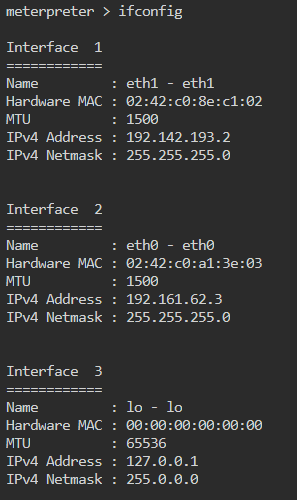 meterpreter > ifconfig
Interface  1
============
Name         : eth1 - eth1
Hardware MAC : 02:42:c0:8e:c1:02
MTU          : 1500
IPv4 Address : 192.142.193.2
IPv4 Netmask : 255.255.255.0
Interface  2
============
Name         : eth0 - eth0
Hardware MAC : 02:42:c0:a1:3e:03
MTU          : 1500
IPv4 Address : 192.161.62.3
IPv4 Netmask : 255.255.255.0
Interface  3
============
Name         : lo - lo
Hardware MAC : 00:00:00:00:00:00
MTU          : 65536
IPv4 Address : 127.0.0.1
IPv4 Netmask : 255.0.0.0